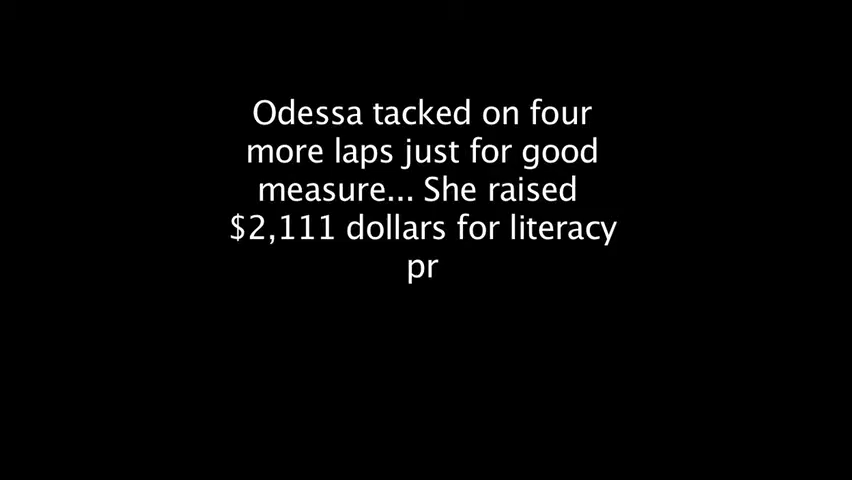 Odessa tacked on four
more laps just for good
measure... She raised
$2,111 dollars for literacy
pr